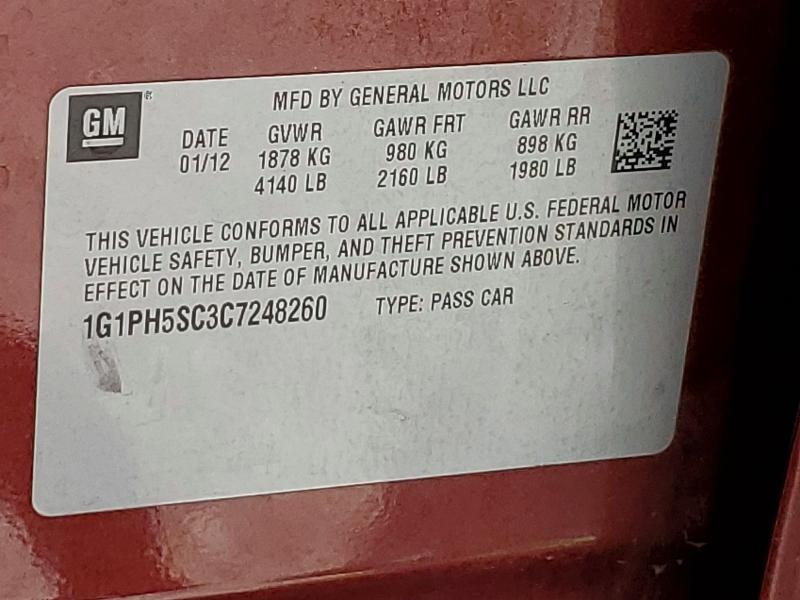 GM
MFD BY GENERAL MOTORS LLC
DATE GVWR GAWR FRT GAWR RR
01/12 1878 KG 980 KG 898 KG
4140 LB 2160 LB 1980 LB
THIS VEHICLE CONFORMS TO ALL APPLICABLE U.S. FEDERAL MOTOR
VEHICLE SAFETY, BUMPER, AND THEFT PREVENTION STANDARDS IN
EFFECT ON THE DATE OF MANUFACTURE SHOWN ABOVE.
1G1PH5SC3C7248260 TYPE: PASS CAR